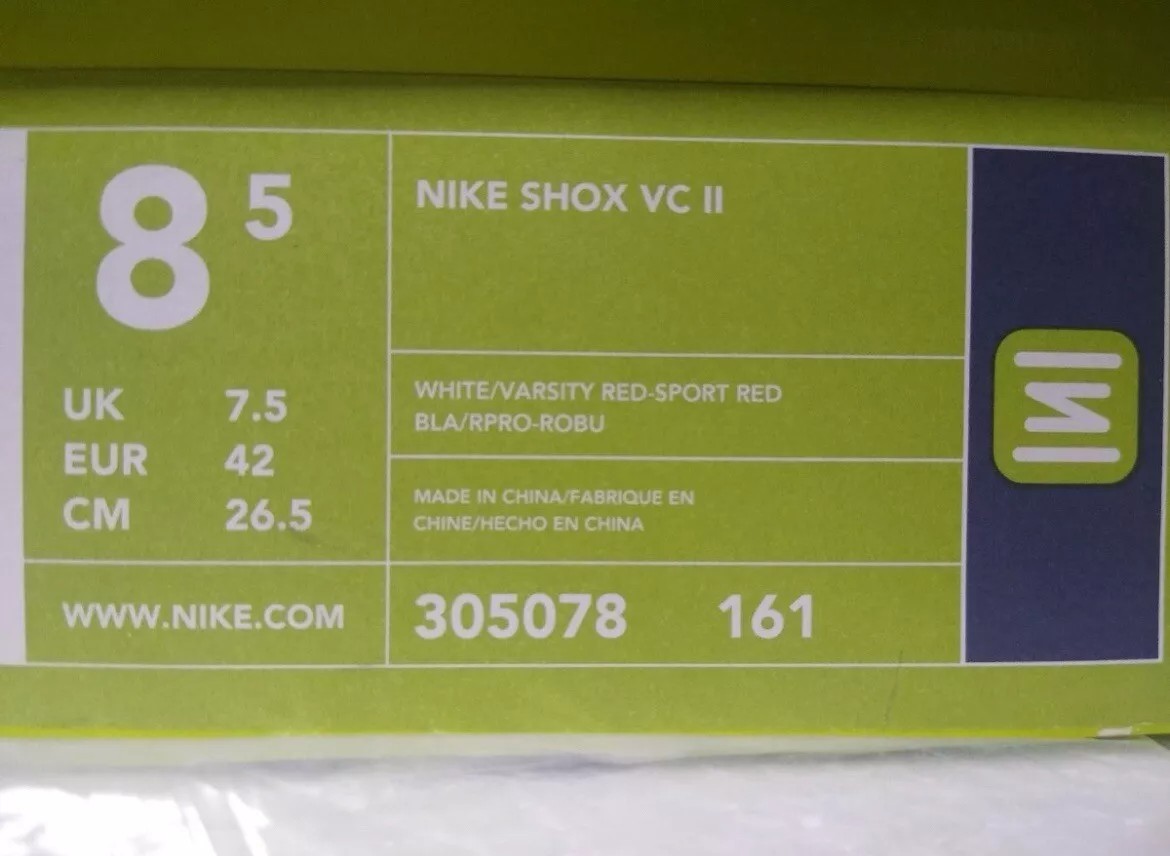 8 5
UK 7.5
EUR 42
CM 26.5
WWW.NIKE.COM
NIKE SHOX VC II
WHITE/VARSITY RED-SPORT RED
BLA/RPRO-ROBU
MADE IN CHINA/FABRIQUE EN
CHINE/HECHO EN CHINA
305078 161